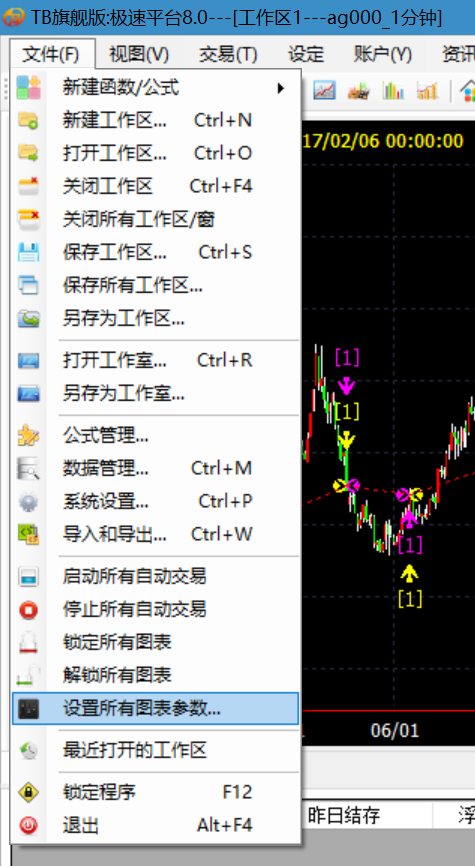 TB旗舰版:极速平台8.0---[工作区1---ag000_1分钟]
文件(F) 视图(V) 交易(T) 设定 账户(Y) 资讯
新建函数/公式
新建工作区... Ctrl+N
打开工作区... Ctrl+O
关闭工作区 Ctrl+F4
关闭所有工作区/窗
保存工作区... Ctrl+S
保存所有工作区...
另存为工作区...
打开工作室... Ctrl+R
另存为工作室...
公式管理...
数据管理... Ctrl+M
系统设置... Ctrl+P
导入和导出... Ctrl+W
启动所有自动交易
停止所有自动交易
锁定所有图表
解锁所有图表
设置所有图表参数...
最近打开的工作区
锁定程序 F12
退出 Alt+F4
17/02/06 00:00:00
[1]
[1]
[1]
[1]
06/01
昨日结存 浮